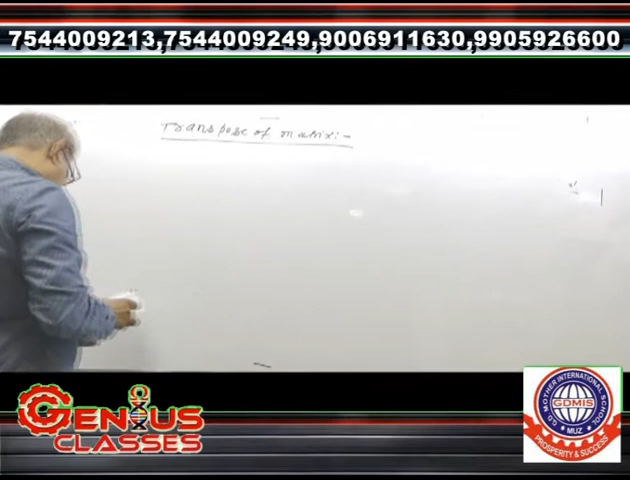 7544009213,7544009249,9006911630,9905926600
Transpose of matrix:-
GENIUS
CLASSES
G.D. MOTHER INTERNATIONAL SCHOOL
GDMIS
MUZ
PROSPERITY & SUCCESS